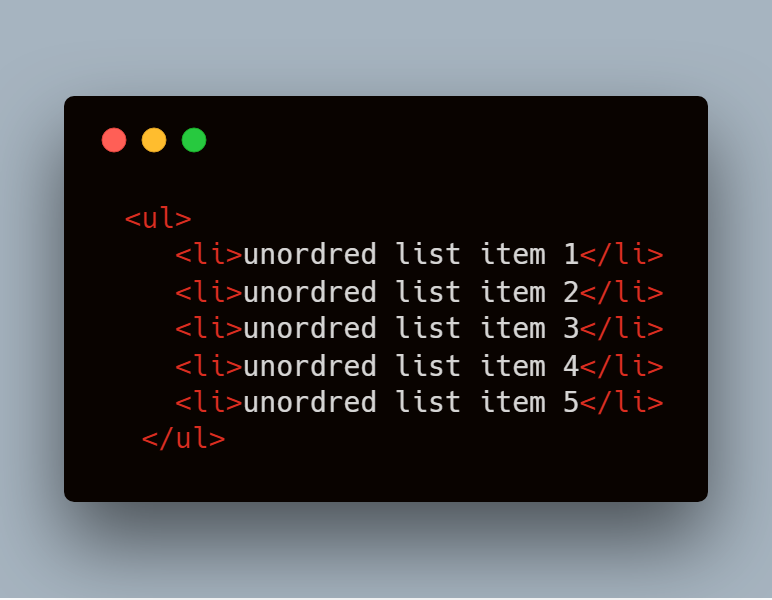 <ul>
<li>unordred list item 1</li>
<li>unordred list item 2</li>
<li>unordred list item 3</li>
<li>unordred list item 4</li>
<li>unordred list item 5</li>
</ul>